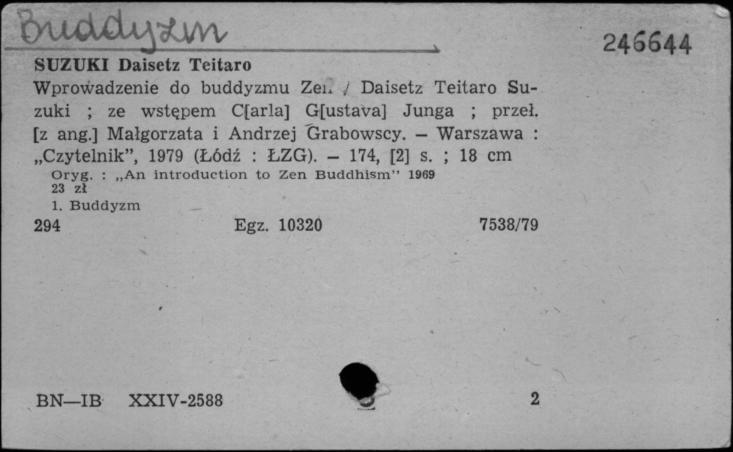 Buddyzm
246644
SUZUKI Daisetz Teitaro
Wprowadzenie do buddyzmu Zen / Daisetz Teitaro Su-
zuki ; ze wstępem C[arla] G[ustava] Junga ; przeł.
[z ang.] Małgorzata i Andrzej Grabowscy. — Warszawa :
„Czytelnik”, 1979 (Łódź : ŁZG). — 174, [2] s. ; 18 cm
Oryg. : „An introduction to Zen Buddhism” 1969
23 zł
1. Buddyzm
294 Egz. 10320 7538/79
BN—IB XXIV-2588 2